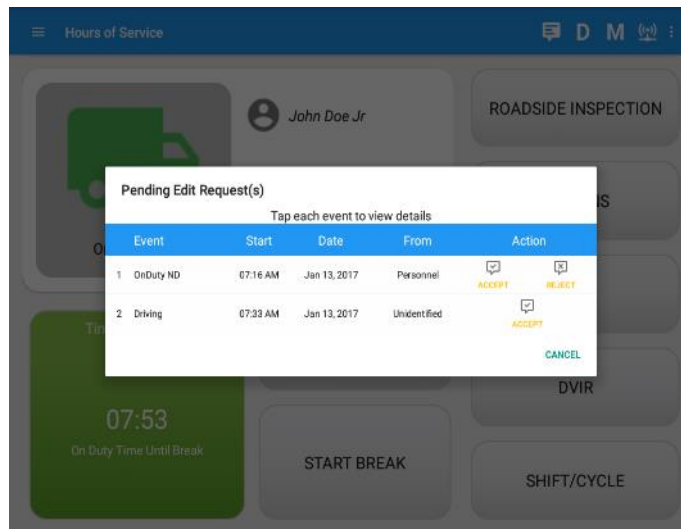 Hours of Service
D M
John Doe Jr
ROADSIDE INSPECTION
Pending Edit Request(s)
Tap each event to view details
Event Start Date From Action
1 OnDuty ND 07:16 AM Jan 13, 2017 Personnel ACCEPT REJECT
2 Driving 07:33 AM Jan 13, 2017 Unidentified ACCEPT
CANCEL
DVIR
07:53
On Duty Time Until Break
START BREAK
SHIFT/CYCLE